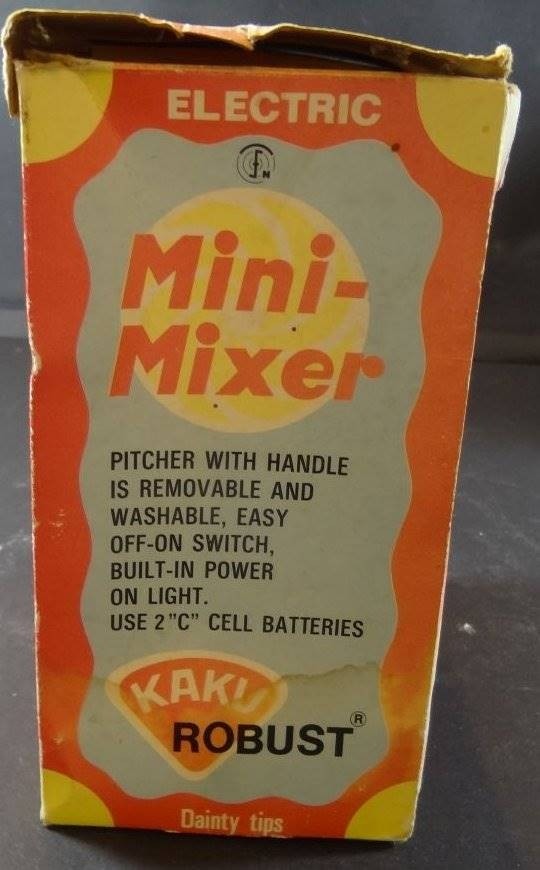 ELECTRIC
Mini-
Mixer
PITCHER WITH HANDLE
IS REMOVABLE AND
WASHABLE, EASY
OFF-ON SWITCH,
BUILT-IN POWER
ON LIGHT.
USE 2 "C" CELL BATTERIES
KAKU
ROBUST®
Dainty tips